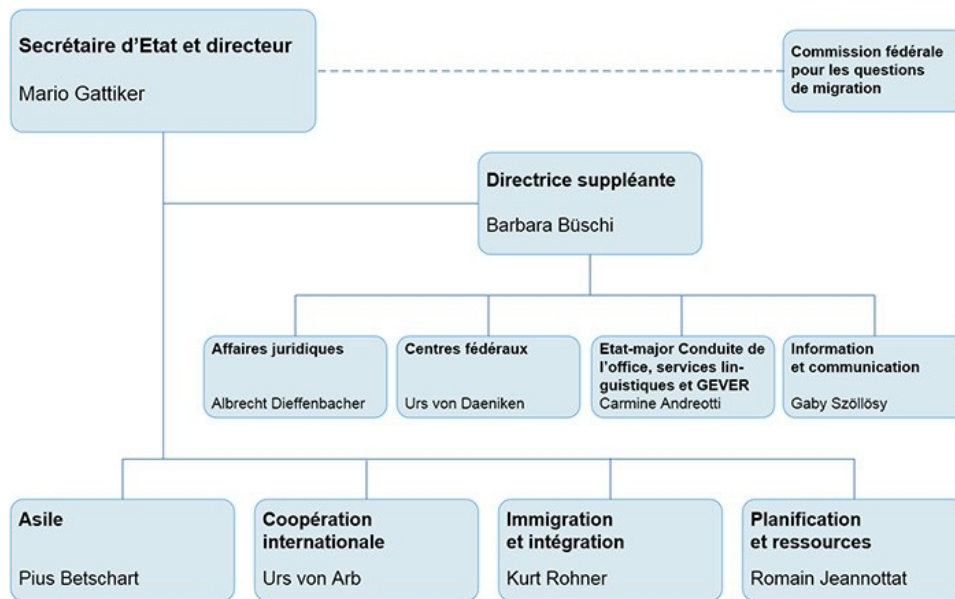 Secrétaire d'Etat et directeur
Mario Gattiker
Commission fédérale
pour les questions
de migration
Directrice suppléante
Barbara Büschi
Affaires juridiques
Albrecht Dieffenbacher
Centres fédéraux
Urs von Daeniken
Etat-major Conduite de
l'office, services lin-
guistiques et GEVER
Carmine Andreotti
Information
et communication
Gaby Szöllösy
Asile
Pius Betschart
Coopération
internationale
Urs von Arb
Immigration
et intégration
Kurt Rohner
Planification
et ressources
Romain Jeannottat